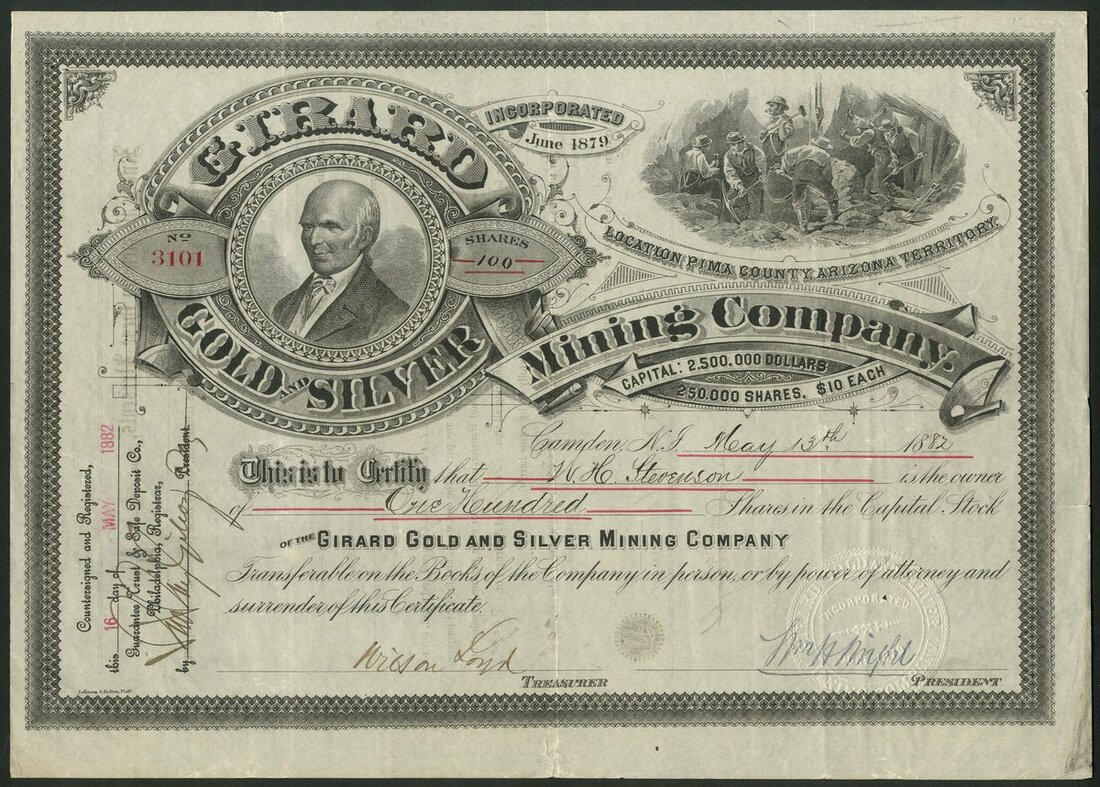 GIRARD
GOLD AND SILVER
Mining Company.
INCORPORATED
June 1879
No
3101
SHARES
100
LOCATION PIMA COUNTY, ARIZONA TERRITORY.
CAPITAL: 2.500.000 DOLLARS
250.000 SHARES. $10 EACH
Camden, N.J. May 13th 1882
This is to Certify that W. H. Stevenson is the owner
of One Hundred Shares in the Capital Stock
OF THE GIRARD GOLD AND SILVER MINING COMPANY
Transferable on the Books of the Company in person, or by power of attorney and
surrender of this Certificate.
Wilson Loyd
TREASURER
PRESIDENT
INCORPORATED
Countersigned and Registered,
this 16 day of MAY 1882
Guarantee Trust & Safe Deposit Co.,
Philadelphia, Registrar,
by President